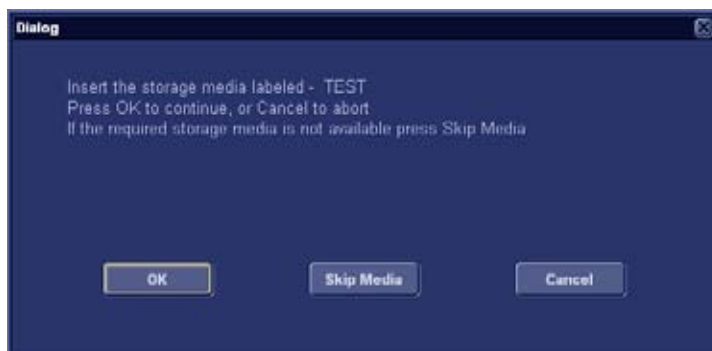 Dialog
Insert the storage media labeled - TEST
Press OK to continue, or Cancel to abort
If the required storage media is not available press Skip Media
OK
Skip Media
Cancel